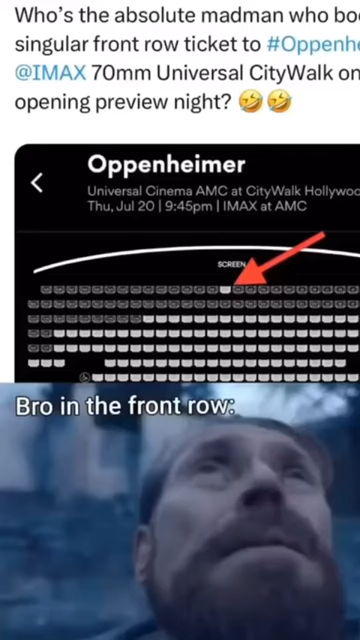 Who's the absolute madman who boo
singular front row ticket to #Oppenhe
@IMAX 70mm Universal CityWalk on
opening preview night? 🤣🤣
Oppenheimer
Universal Cinema AMC at CityWalk Hollywoo
Thu, Jul 20 | 9:45pm | IMAX at AMC
SCREEN
Bro in the front row: